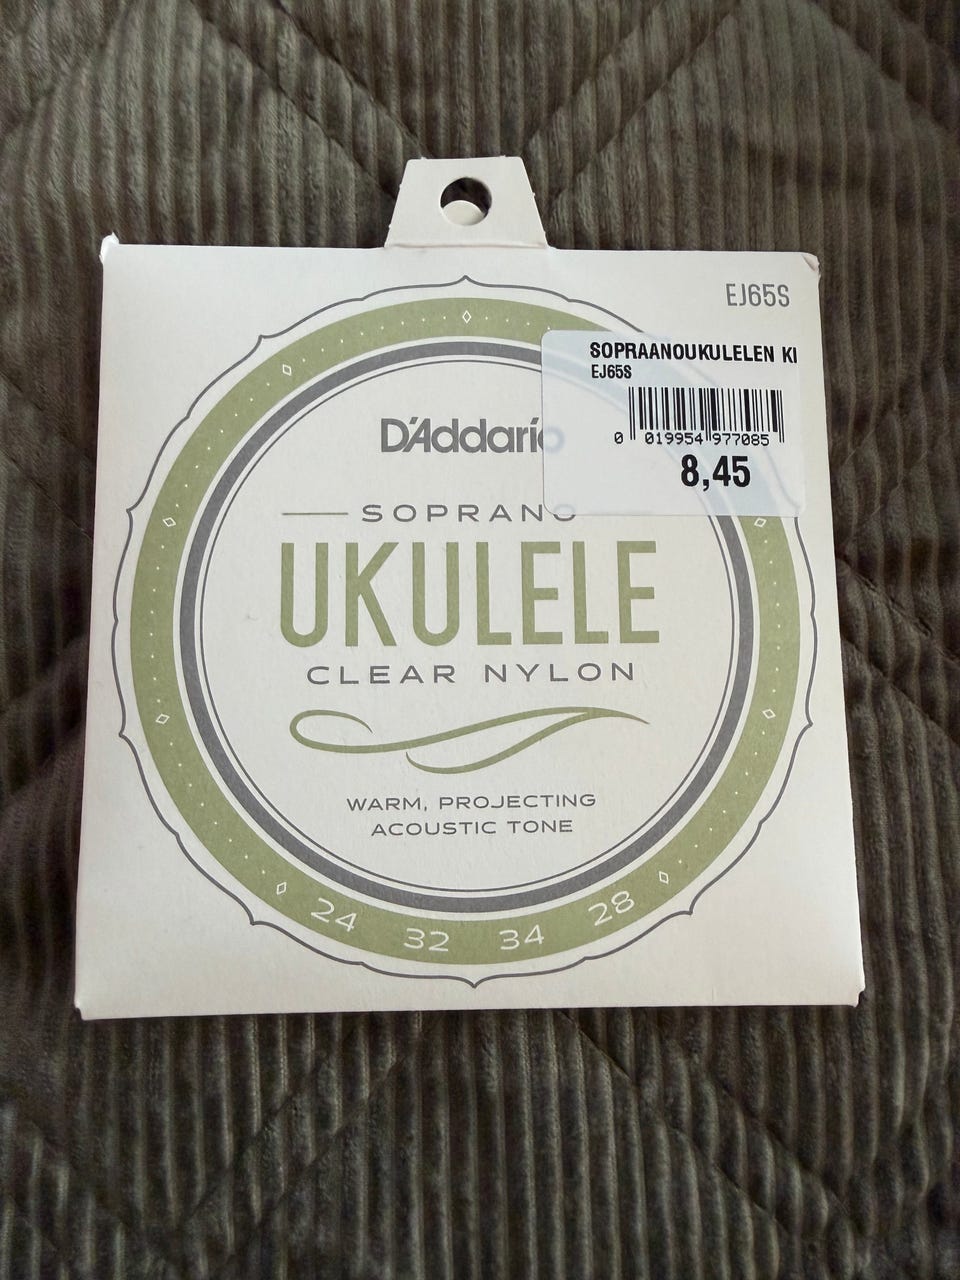 EJ65S
SOPRAANOUKULELEN KI
EJ65S
0 019954 977085
8,45
D'Addario
SOPRANO
UKULELE
CLEAR NYLON
WARM, PROJECTING
ACOUSTIC TONE
24 32 34 28